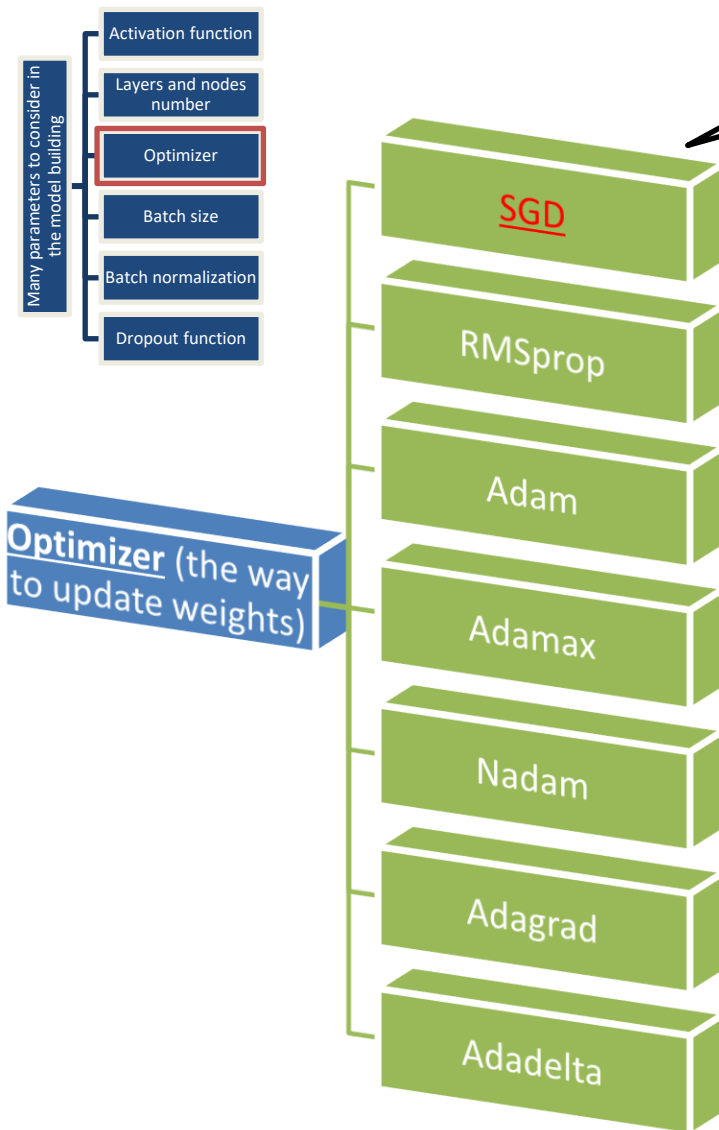 Many parameters to consider in
the model building
Activation function
Layers and nodes
number
Optimizer
Batch size
Batch normalization
Dropout function
Optimizer (the way
to update weights)
SGD
RMSprop
Adam
Adamax
Nadam
Adagrad
Adadelta